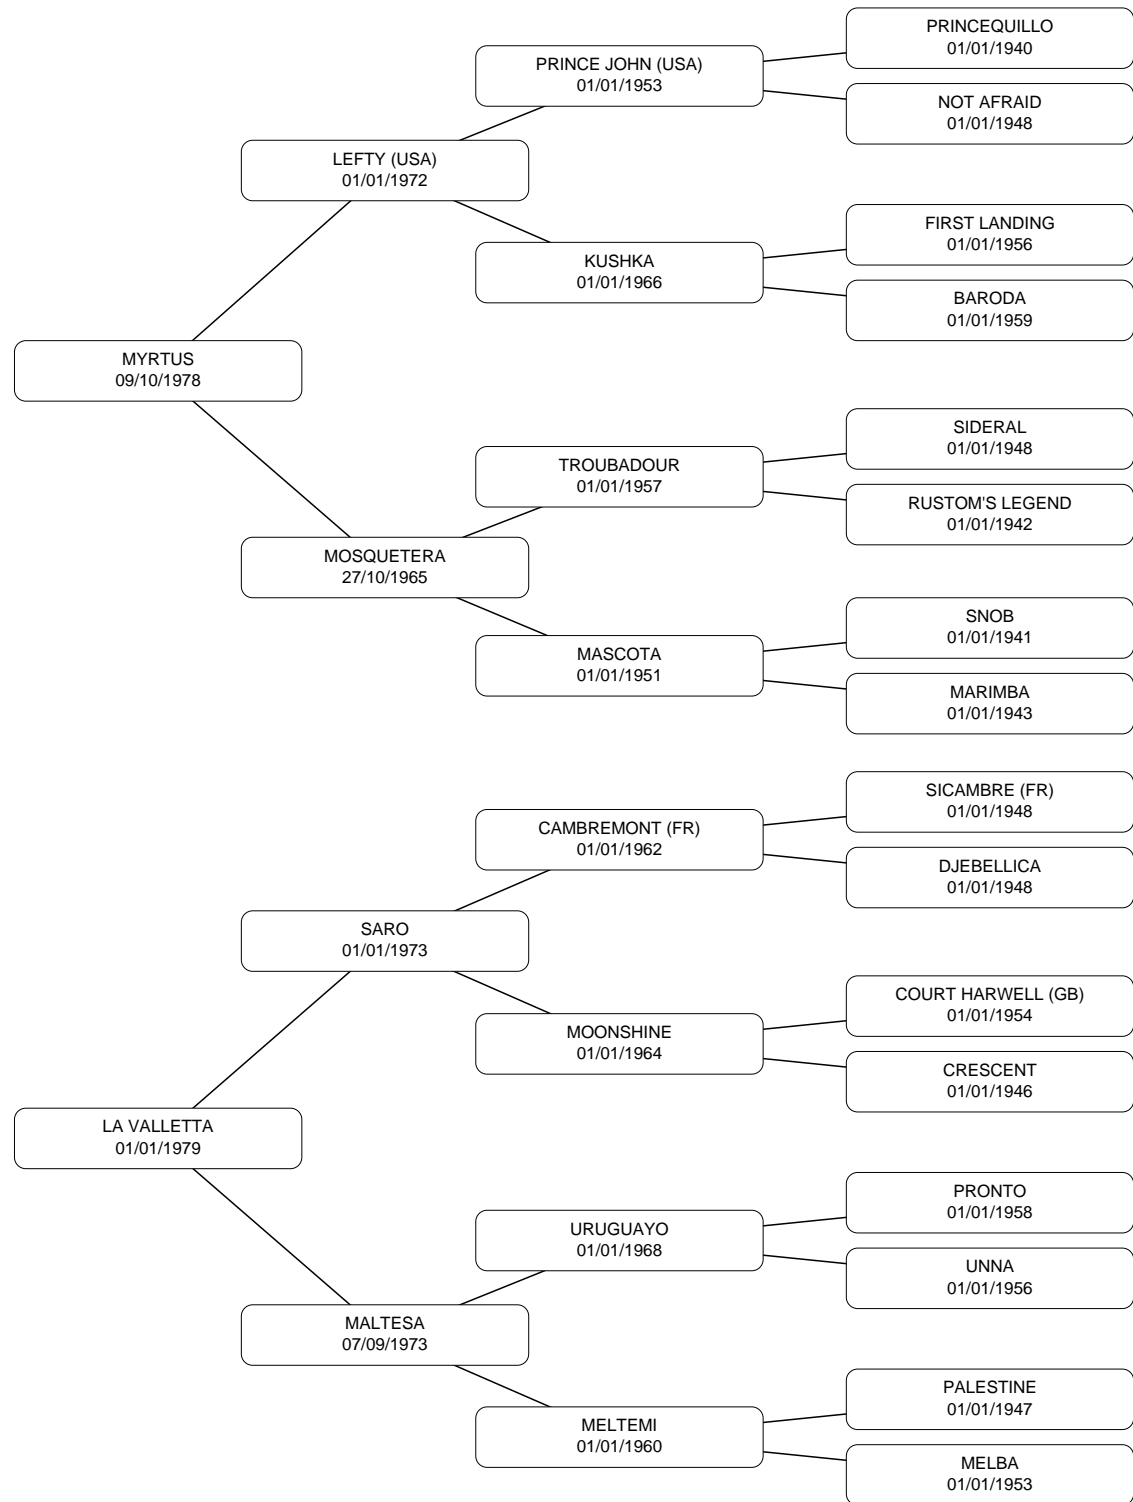 PRINCEQUILLO
01/01/1940
PRINCE JOHN (USA)
01/01/1953
NOT AFRAID
01/01/1948
LEFTY (USA)
01/01/1972
FIRST LANDING
01/01/1956
KUSHKA
01/01/1966
BARODA
01/01/1959
MYRTUS
09/10/1978
SIDERAL
01/01/1948
TROUBADOUR
01/01/1957
RUSTOM'S LEGEND
01/01/1942
MOSQUETERA
27/10/1965
SNOB
01/01/1941
MASCOTA
01/01/1951
MARIMBA
01/01/1943
SICAMBRE (FR)
01/01/1948
CAMBREMONT (FR)
01/01/1962
DJEBELLICA
01/01/1948
SARO
01/01/1973
COURT HARWELL (GB)
01/01/1954
MOONSHINE
01/01/1964
CRESCENT
01/01/1946
LA VALLETTA
01/01/1979
PRONTO
01/01/1958
URUGUAYO
01/01/1968
UNNA
01/01/1956
MALTESA
07/09/1973
PALESTINE
01/01/1947
MELTEMI
01/01/1960
MELBA
01/01/1953